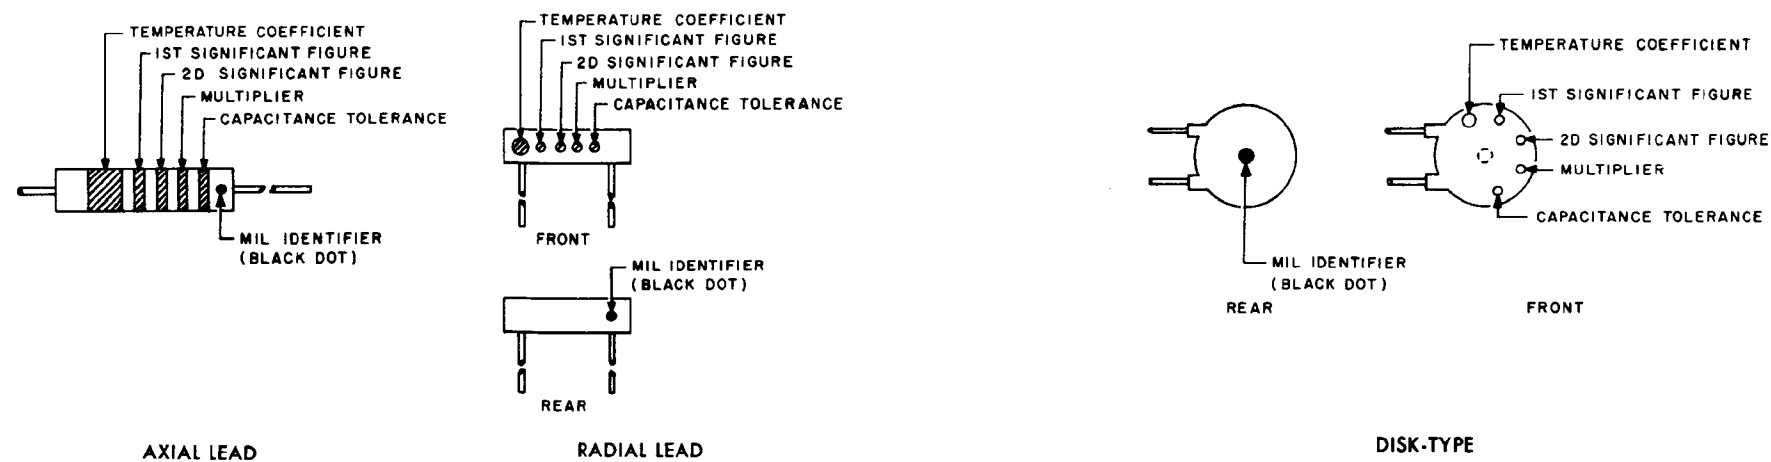 TEMPERATURE COEFFICIENT
1ST SIGNIFICANT FIGURE
2D SIGNIFICANT FIGURE
MULTIPLIER
CAPACITANCE TOLERANCE
MIL IDENTIFIER
(BLACK DOT)
AXIAL LEAD
TEMPERATURE COEFFICIENT
1ST SIGNIFICANT FIGURE
2D SIGNIFICANT FIGURE
MULTIPLIER
CAPACITANCE TOLERANCE
FRONT
MIL IDENTIFIER
(BLACK DOT)
REAR
RADIAL LEAD
MIL IDENTIFIER
(BLACK DOT)
REAR
TEMPERATURE COEFFICIENT
1ST SIGNIFICANT FIGURE
2D SIGNIFICANT FIGURE
MULTIPLIER
CAPACITANCE TOLERANCE
FRONT
DISK-TYPE